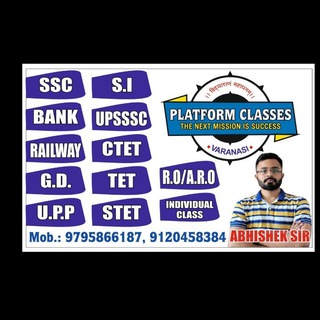 SSC
S.I
BANK
UPSSSC
RAILWAY
CTET
G.D.
TET
R.O/A.R.O
U.P.P
STET
INDIVIDUAL
CLASS
PLATFORM CLASSES
THE NEXT MISSION IS SUCCESS
VARANASI
Mob.: 9795866187, 9120458384
ABHISHEK SIR